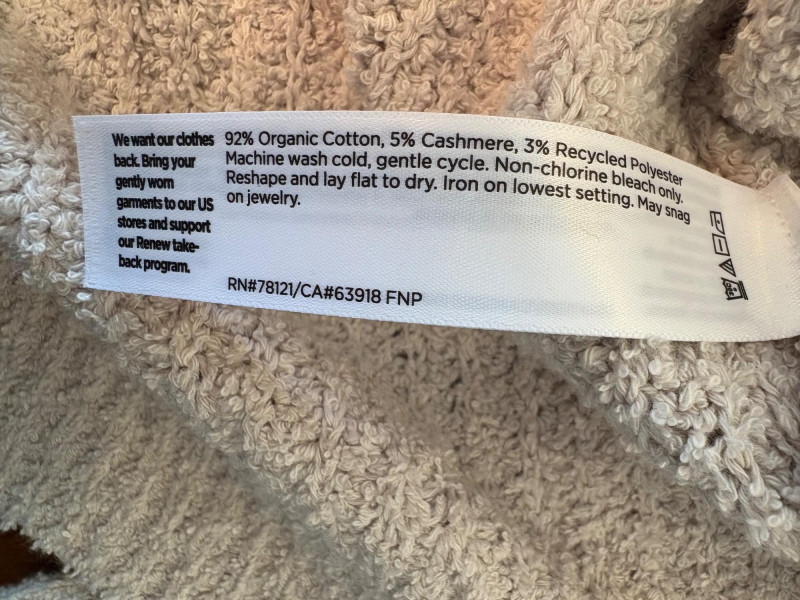 We want our clothes
back. Bring your
gently worn
garments to our US
stores and support
our Renew take-
back program.
92% Organic Cotton, 5% Cashmere, 3% Recycled Polyester
Machine wash cold, gentle cycle. Non-chlorine bleach only.
Reshape and lay flat to dry. Iron on lowest setting. May snag
on jewelry.
RN#78121/CA#63918 FNP